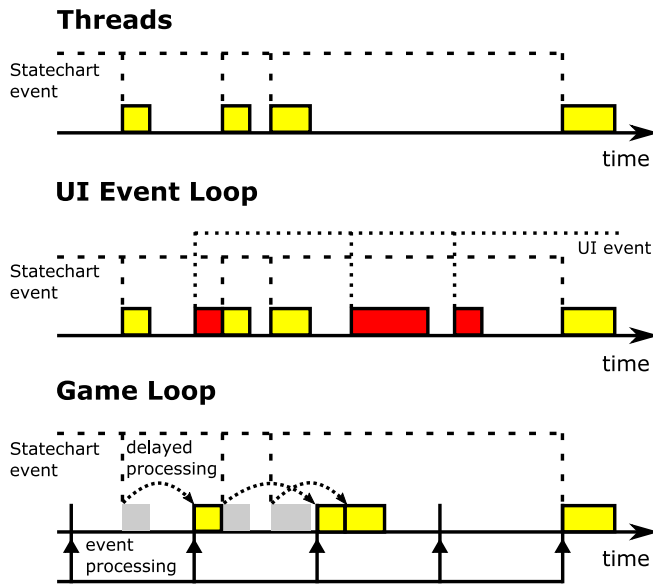 Threads
Statechart
event
time
UI Event Loop
UI event
Statechart
event
time
Game Loop
Statechart
event
delayed
processing
event
processing
time